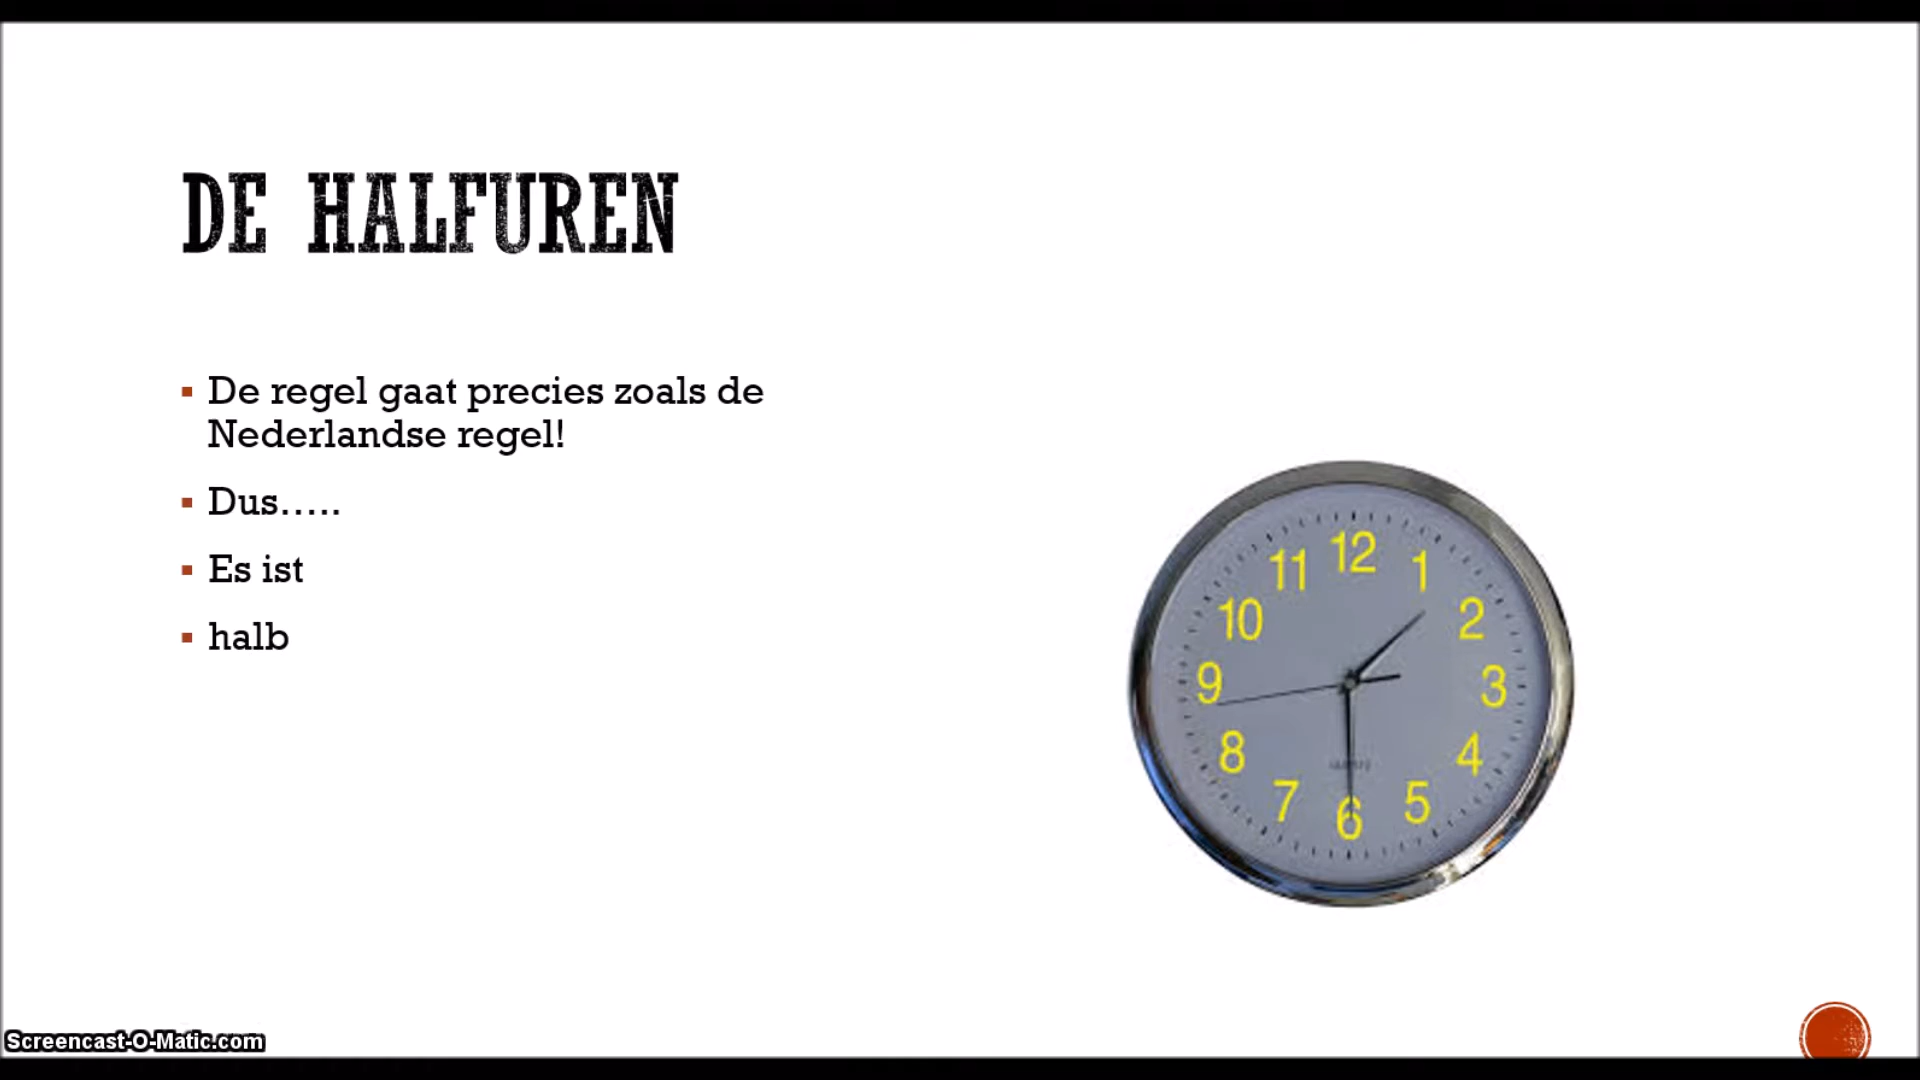 DE HALFUREN
De regel gaat precies zoals de
Nederlandse regel!
Dus.....
Es ist
halb
12
11
1
10
2
9
3
8
4
7
5
6
Screencast-O-Matic.com